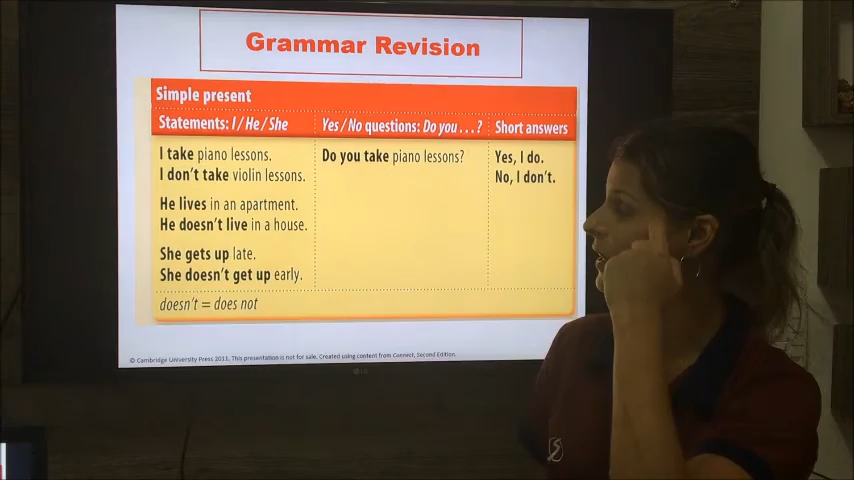 Grammar Revision
Simple present
Statements: I / He / She
Yes / No questions: Do you . . . ?
Short answers
I take piano lessons.
I don't take violin lessons.
Do you take piano lessons?
Yes, I do.
No, I don't.
He lives in an apartment.
He doesn't live in a house.
She gets up late.
She doesn't get up early.
doesn't = does not
© Cambridge University Press 2013. This presentation is not for sale. Created using content from Connect, Second Edition.
LG